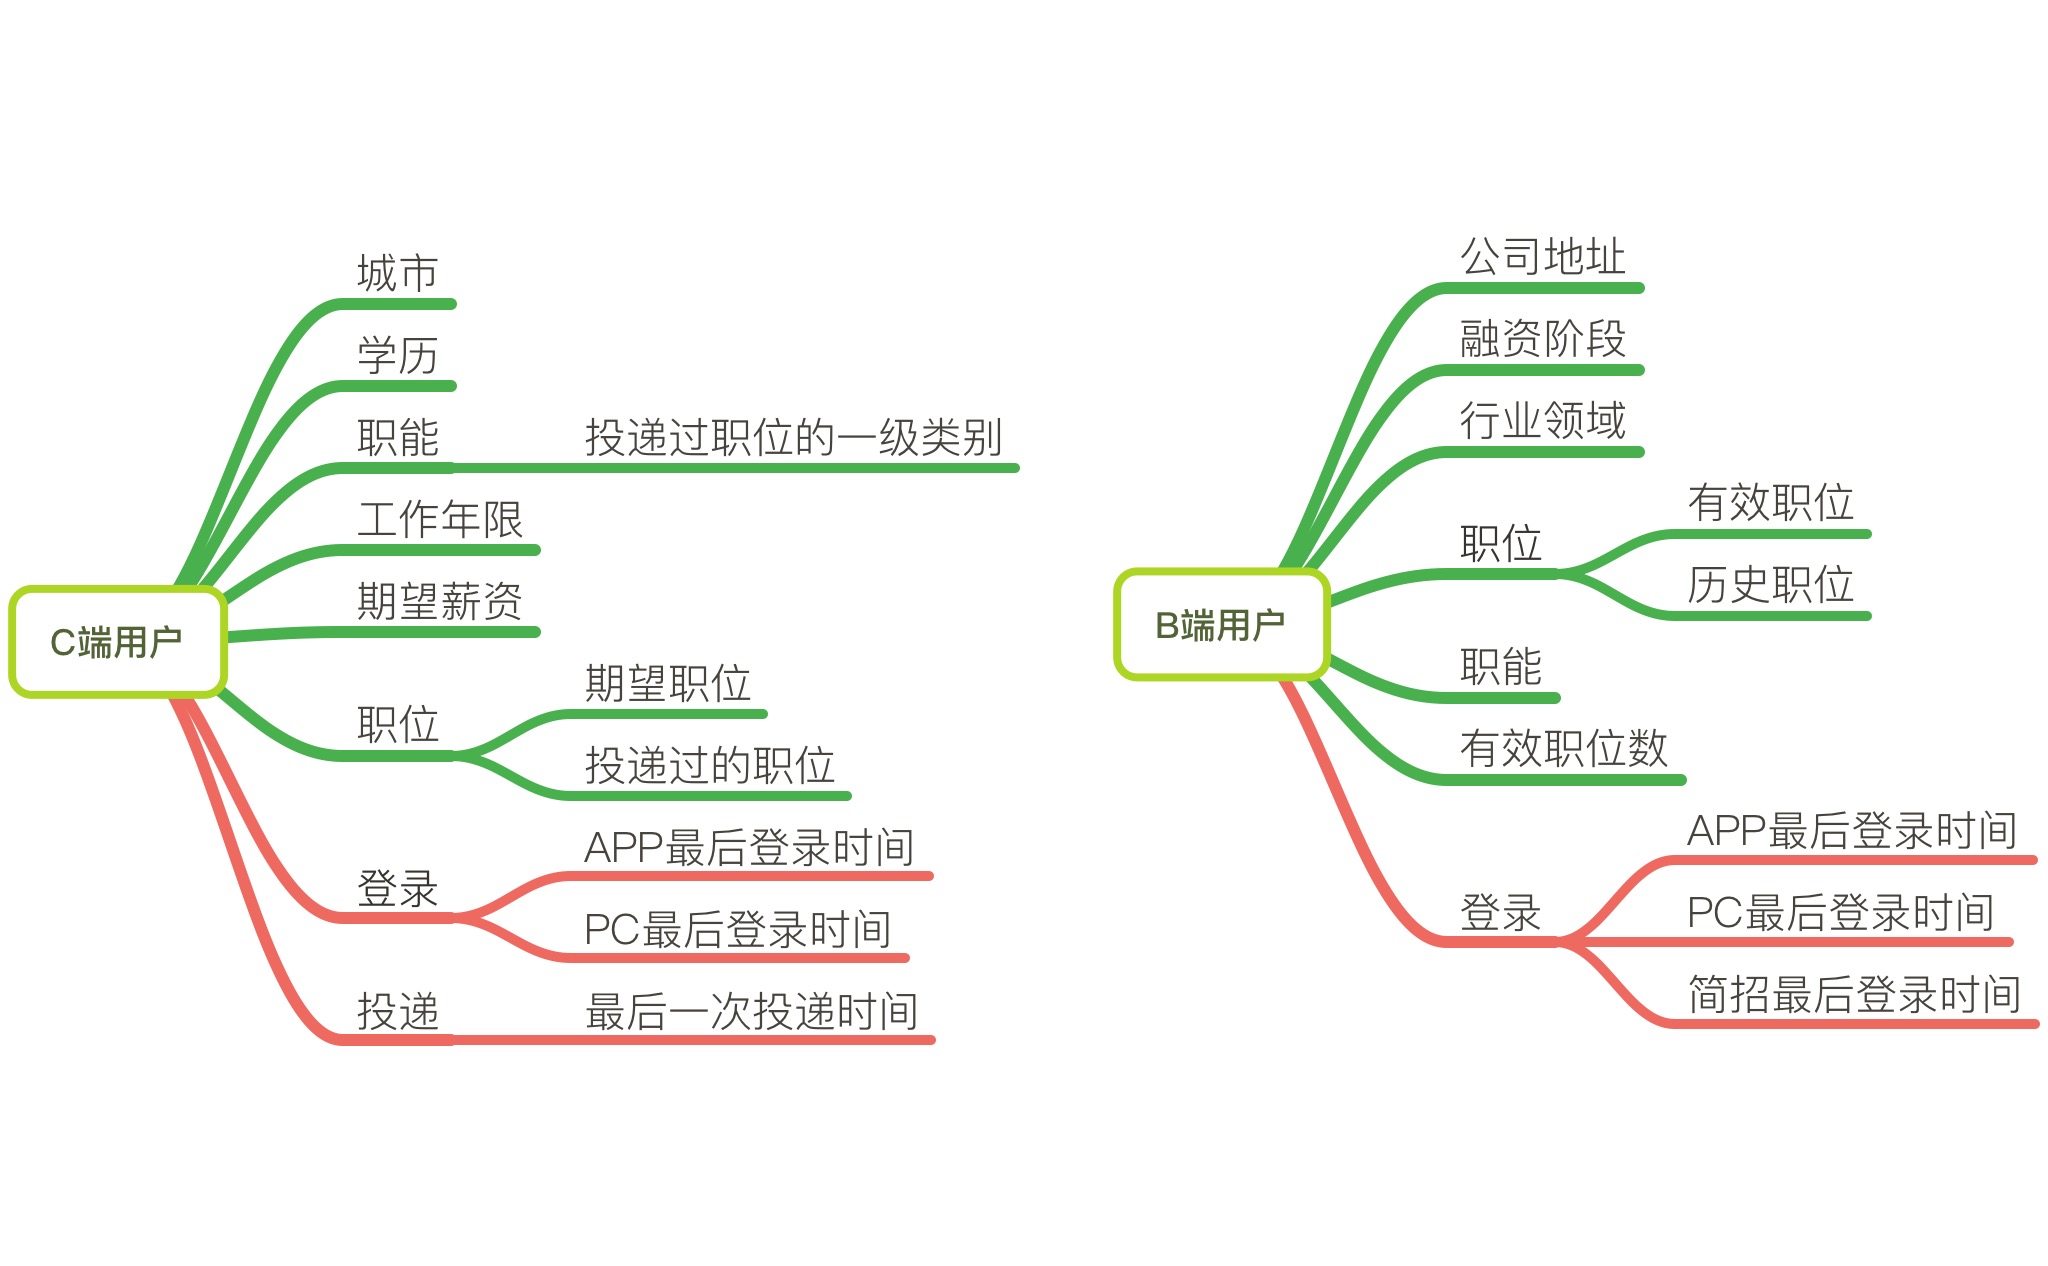 C端用户
城市
学历
职能
投递过职位的一级类别
工作年限
期望薪资
职位
期望职位
投递过的职位
登录
APP最后登录时间
PC最后登录时间
投递
最后一次投递时间
B端用户
公司地址
融资阶段
行业领域
职位
有效职位
历史职位
职能
有效职位数
登录
APP最后登录时间
PC最后登录时间
简招最后登录时间